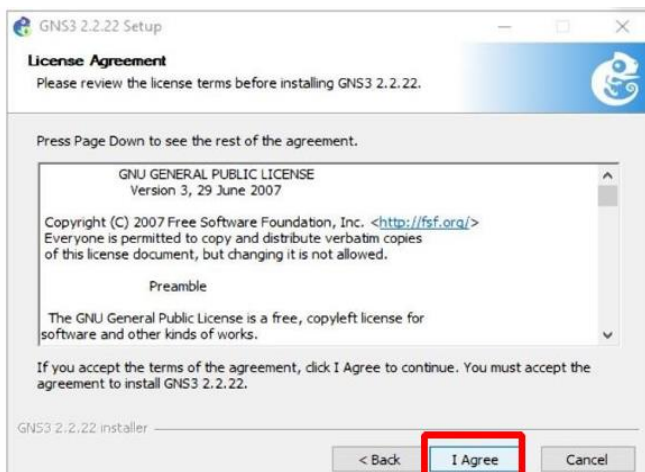 GNS3 2.2.22 Setup
License Agreement
Please review the license terms before installing GNS3 2.2.22.
Press Page Down to see the rest of the agreement.
GNU GENERAL PUBLIC LICENSE
Version 3, 29 June 2007
Copyright (C) 2007 Free Software Foundation, Inc. <http://fsf.org/>
Everyone is permitted to copy and distribute verbatim copies
of this license document, but changing it is not allowed.
Preamble
The GNU General Public License is a free, copyleft license for
software and other kinds of works.
If you accept the terms of the agreement, click I Agree to continue. You must accept the
agreement to install GNS3 2.2.22.
GNS3 2.2.22 installer
< Back I Agree Cancel